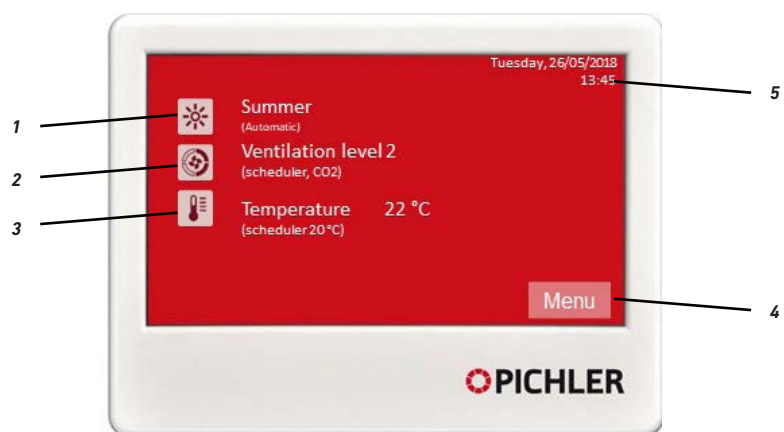 Tuesday, 26/05/2018
13:45
5
1
Summer
(Automatic)
2
Ventilation level 2
(scheduler, CO2)
3
Temperature 22 °C
(scheduler 20 °C)
Menu
4
PICHLER